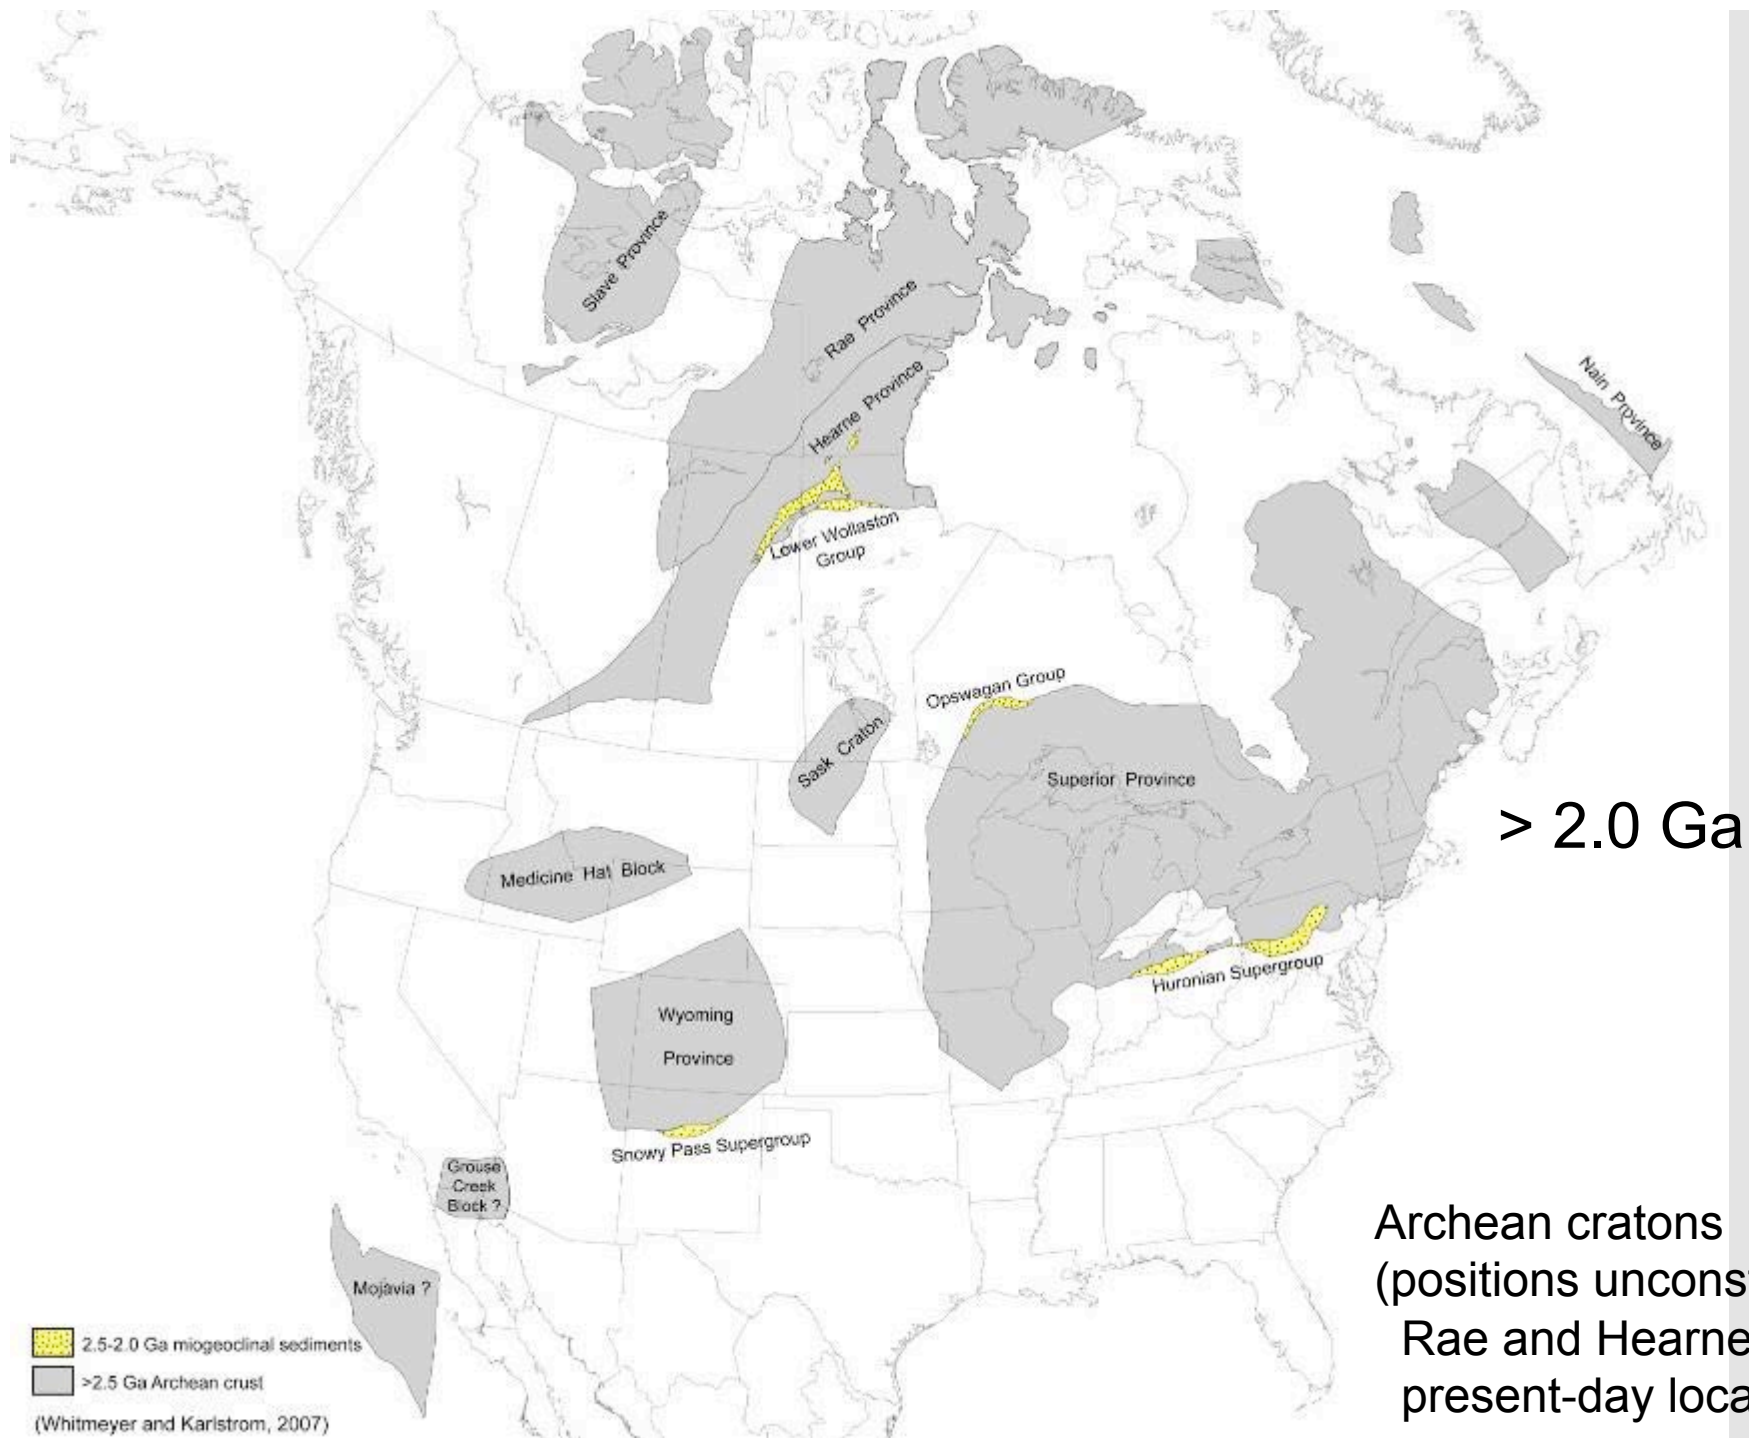 Slave Province
Rae Province
Hearne Province
Nain Province
Lower Wollaston
Group
Opswagan Group
Sask Craton
Superior Province
> 2.0 Ga
Medicine Hat Block
Huronian Supergroup
Wyoming
Province
Snowy Pass Supergroup
Grouse
Creek
Block ?
Mojavia ?
Archean cratons
(positions uncons
Rae and Hearne
present-day loca
2.5-2.0 Ga miogeoclinal sediments
>2.5 Ga Archean crust
(Whitmeyer and Karlstrom, 2007)